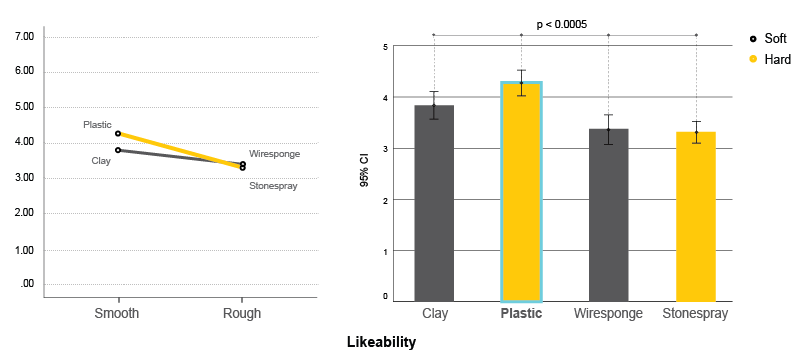 7.00
6.00
5.00
4.00
3.00
2.00
1.00
.00
Plastic
Clay
Wiresponge
Stonespray
Smooth
Rough
p < 0.0005
95% CI
5
4
3
2
1
0
Clay
Plastic
Wiresponge
Stonespray
Soft
Hard
Likeability